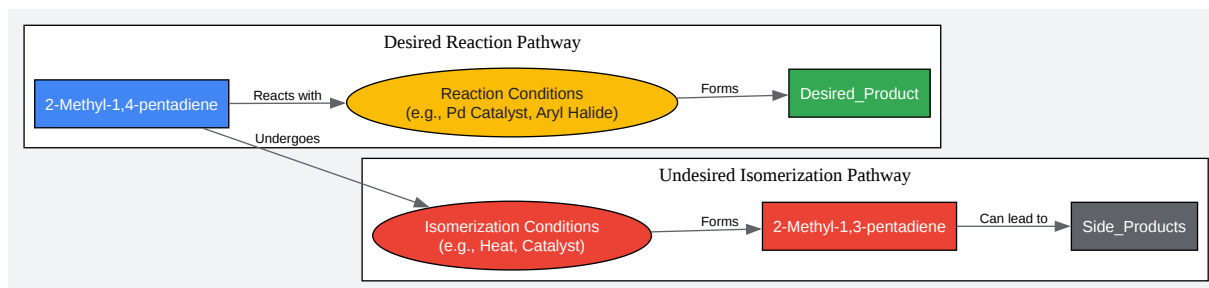 Desired Reaction Pathway
2-Methyl-1,4-pentadiene
Reacts with
Reaction Conditions
(e.g., Pd Catalyst, Aryl Halide)
Forms
Desired_Product
Undergoes
Undesired Isomerization Pathway
Isomerization Conditions
(e.g., Heat, Catalyst)
Forms
2-Methyl-1,3-pentadiene
Can lead to
Side_Products